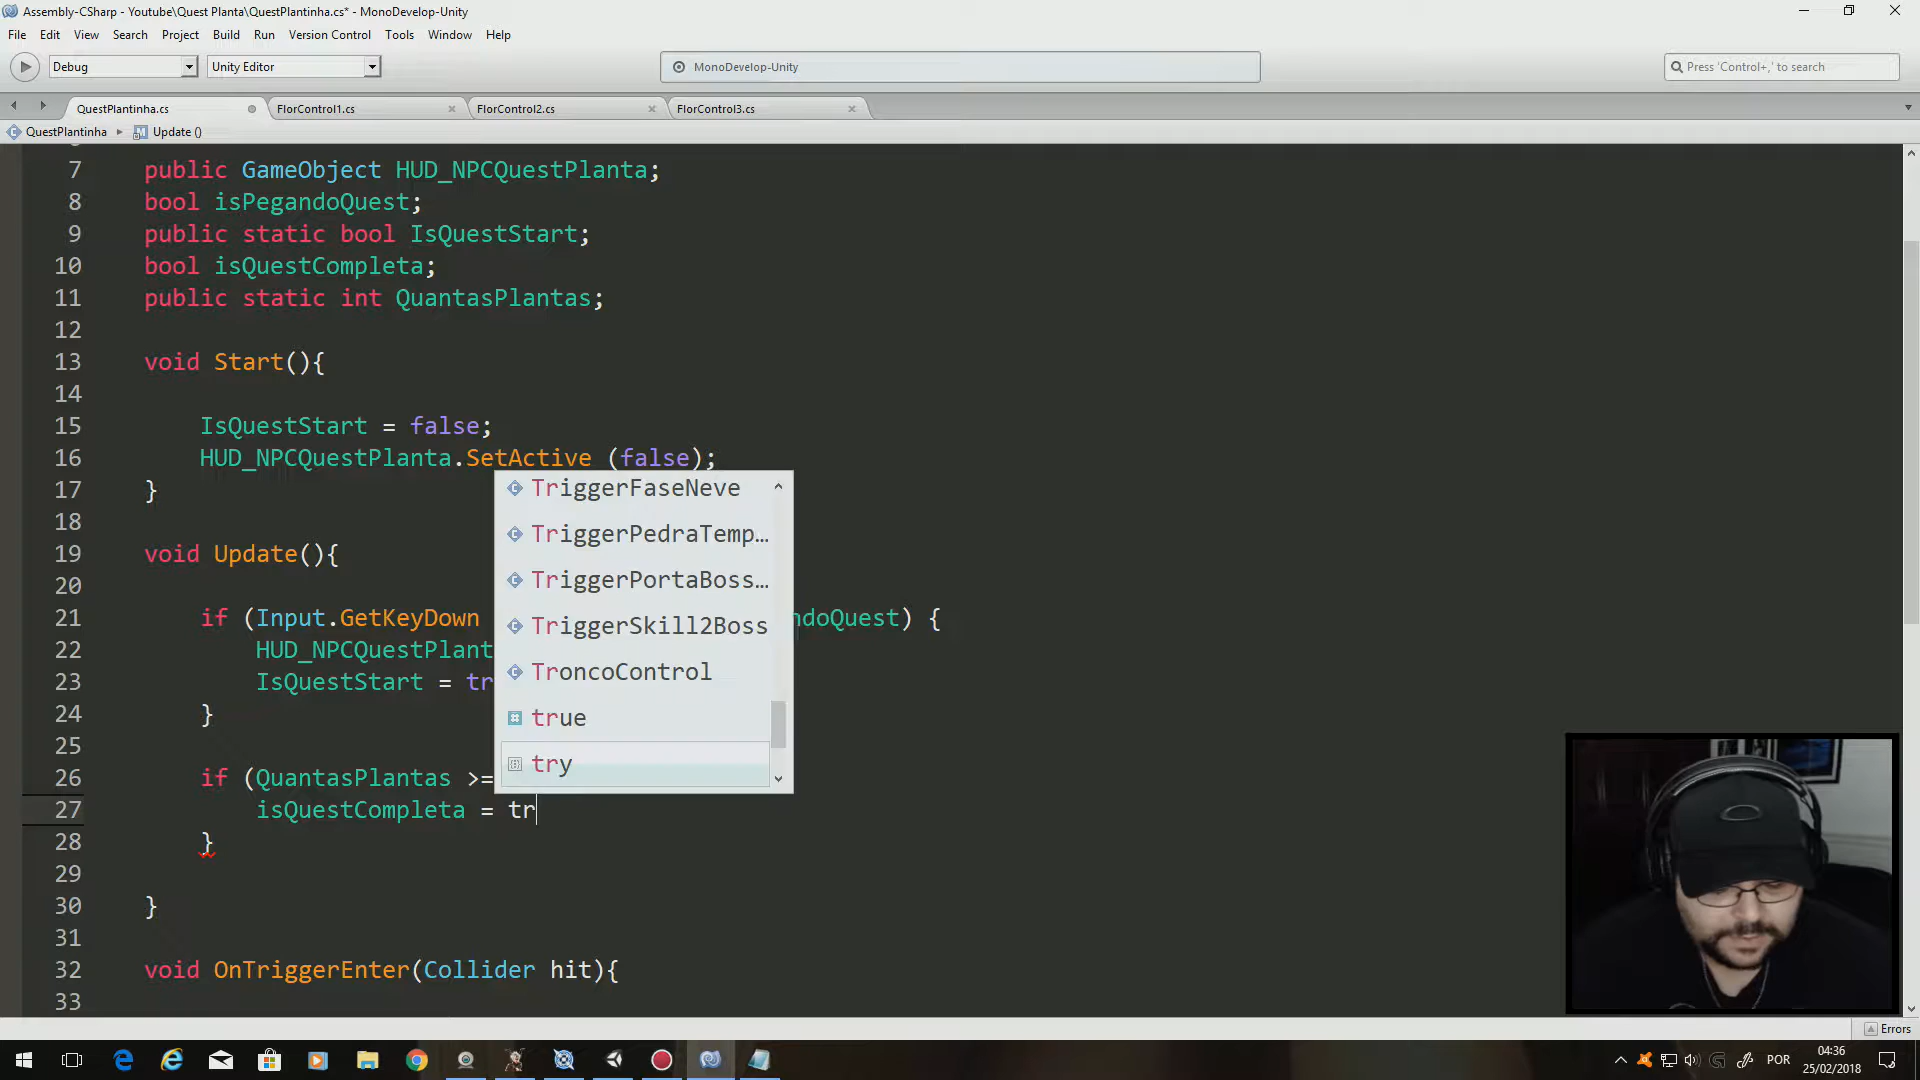 Assembly-CSharp - Youtube\Quest Planta\QuestPlantinha.cs* - MonoDevelop-Unity
File Edit View Search Project Build Run Version Control Tools Window Help
Debug Unity Editor MonoDevelop-Unity Press 'Control+,' to search
QuestPlantinha.cs FlorControl1.cs FlorControl2.cs FlorControl3.cs
QuestPlantinha Update ()
7 public GameObject HUD_NPCQuestPlanta;
8 bool isPegandoQuest;
9 public static bool IsQuestStart;
10 bool isQuestCompleta;
11 public static int QuantasPlantas;
12
13 void Start(){
14
15 IsQuestStart = false;
16 HUD_NPCQuestPlanta.SetActive (false);
17 }
18
19 void Update(){
20
21 if (Input.GetKeyDown ndoQuest) {
22 HUD_NPCQuestPlant
23 IsQuestStart = tr
24 }
25
26 if (QuantasPlantas >=
27 isQuestCompleta = tr
28 }
29
30 }
31
32 void OnTriggerEnter(Collider hit){
33
TriggerFaseNeve
TriggerPedraTemp...
TriggerPortaBoss...
TriggerSkill2Boss
TroncoControl
true
try
Errors
POR
04:36
25/02/2018